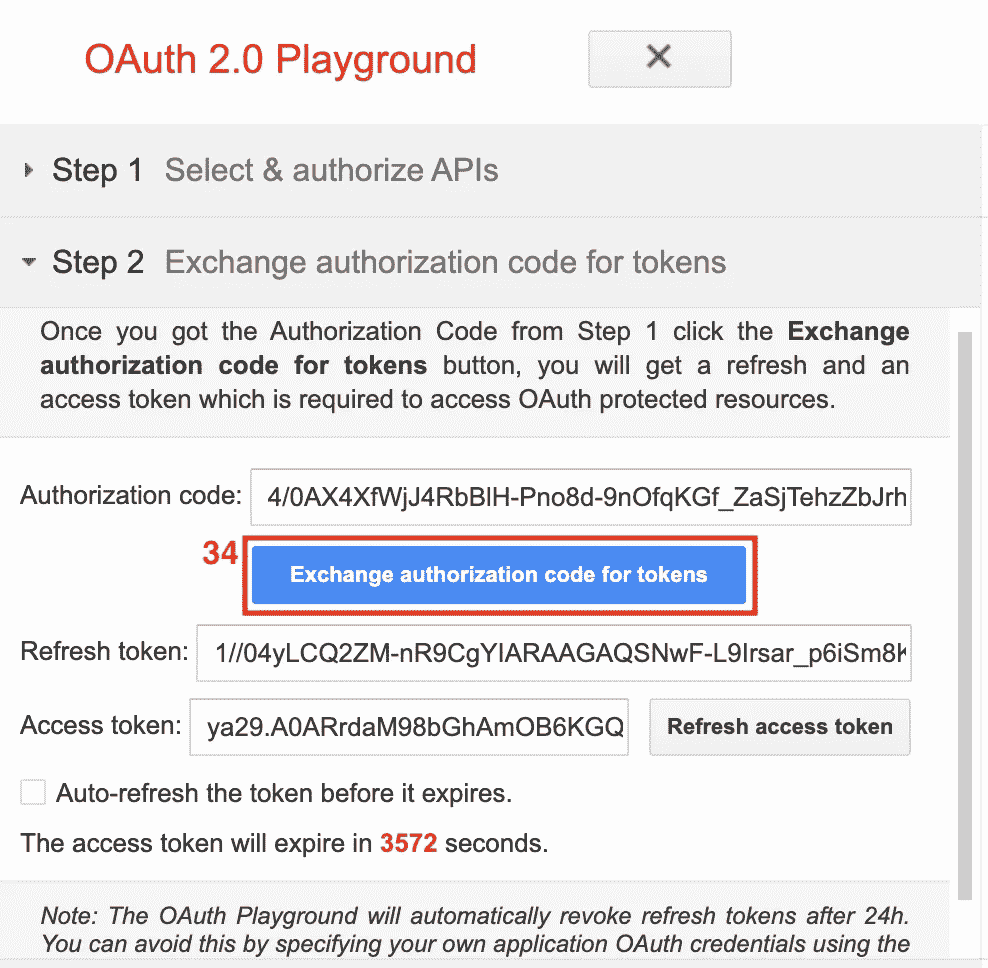 OAuth 2.0 Playground
Step 1 Select & authorize APIs
Step 2 Exchange authorization code for tokens
Once you got the Authorization Code from Step 1 click the Exchange
authorization code for tokens button, you will get a refresh and an
access token which is required to access OAuth protected resources.
Authorization code: 4/0AX4XfWjJ4RbBlH-Pno8d-9nOfqKGf_ZaSjTehzZbJrh
34
Exchange authorization code for tokens
Refresh token: 1//04yLCQ2ZM-nR9CgYIARAAGAQSNwF-L9Irsar_p6iSm8K
Access token: ya29.A0ARrdaM98bGhAmOB6KGQ Refresh access token
Auto-refresh the token before it expires.
The access token will expire in 3572 seconds.
Note: The OAuth Playground will automatically revoke refresh tokens after 24h.
You can avoid this by specifying your own application OAuth credentials using the